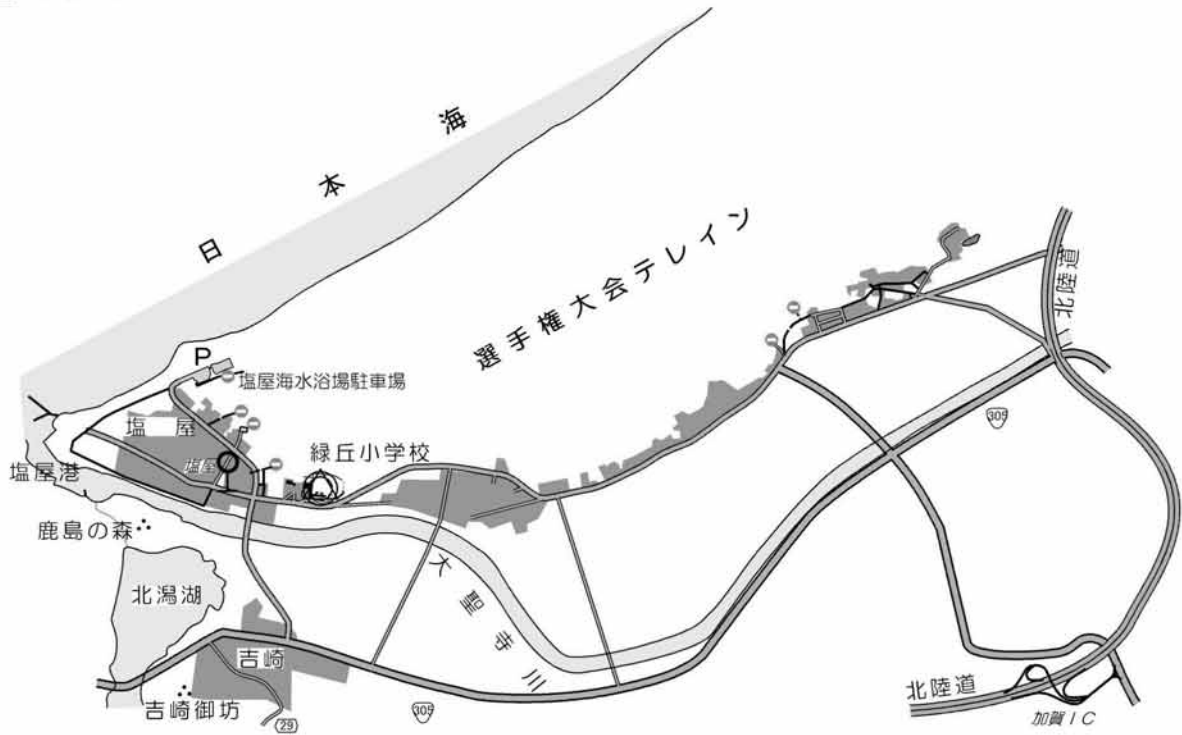 日本海
選手権大会テレイン
北陸道
P
塩屋海水浴場駐車場
305
塩屋
緑丘小学校
塩屋
塩屋港
鹿島の森
大聖寺川
北潟湖
吉崎
北陸道
吉崎御坊
305
加賀IC
29